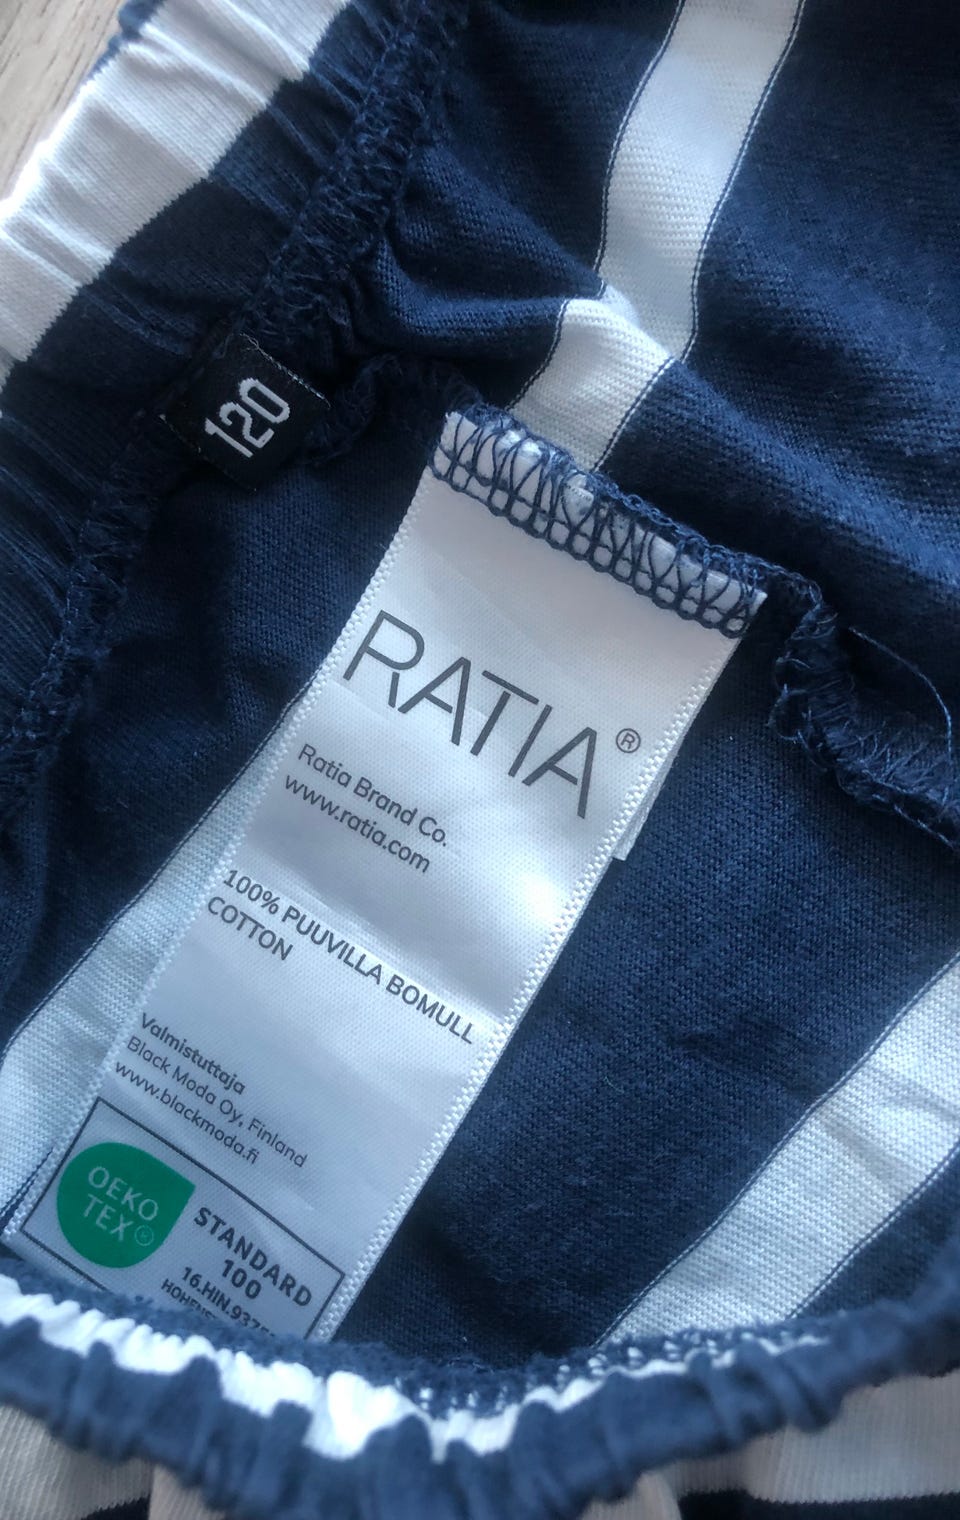 120
RATIA®
Ratia Brand Co.
www.ratia.com
100% PUUVILLA BOMULL
COTTON
Valmistuttaja
Black Moda Oy, Finland
www.blackmoda.fi
OEKO
TEX®
STANDARD
100